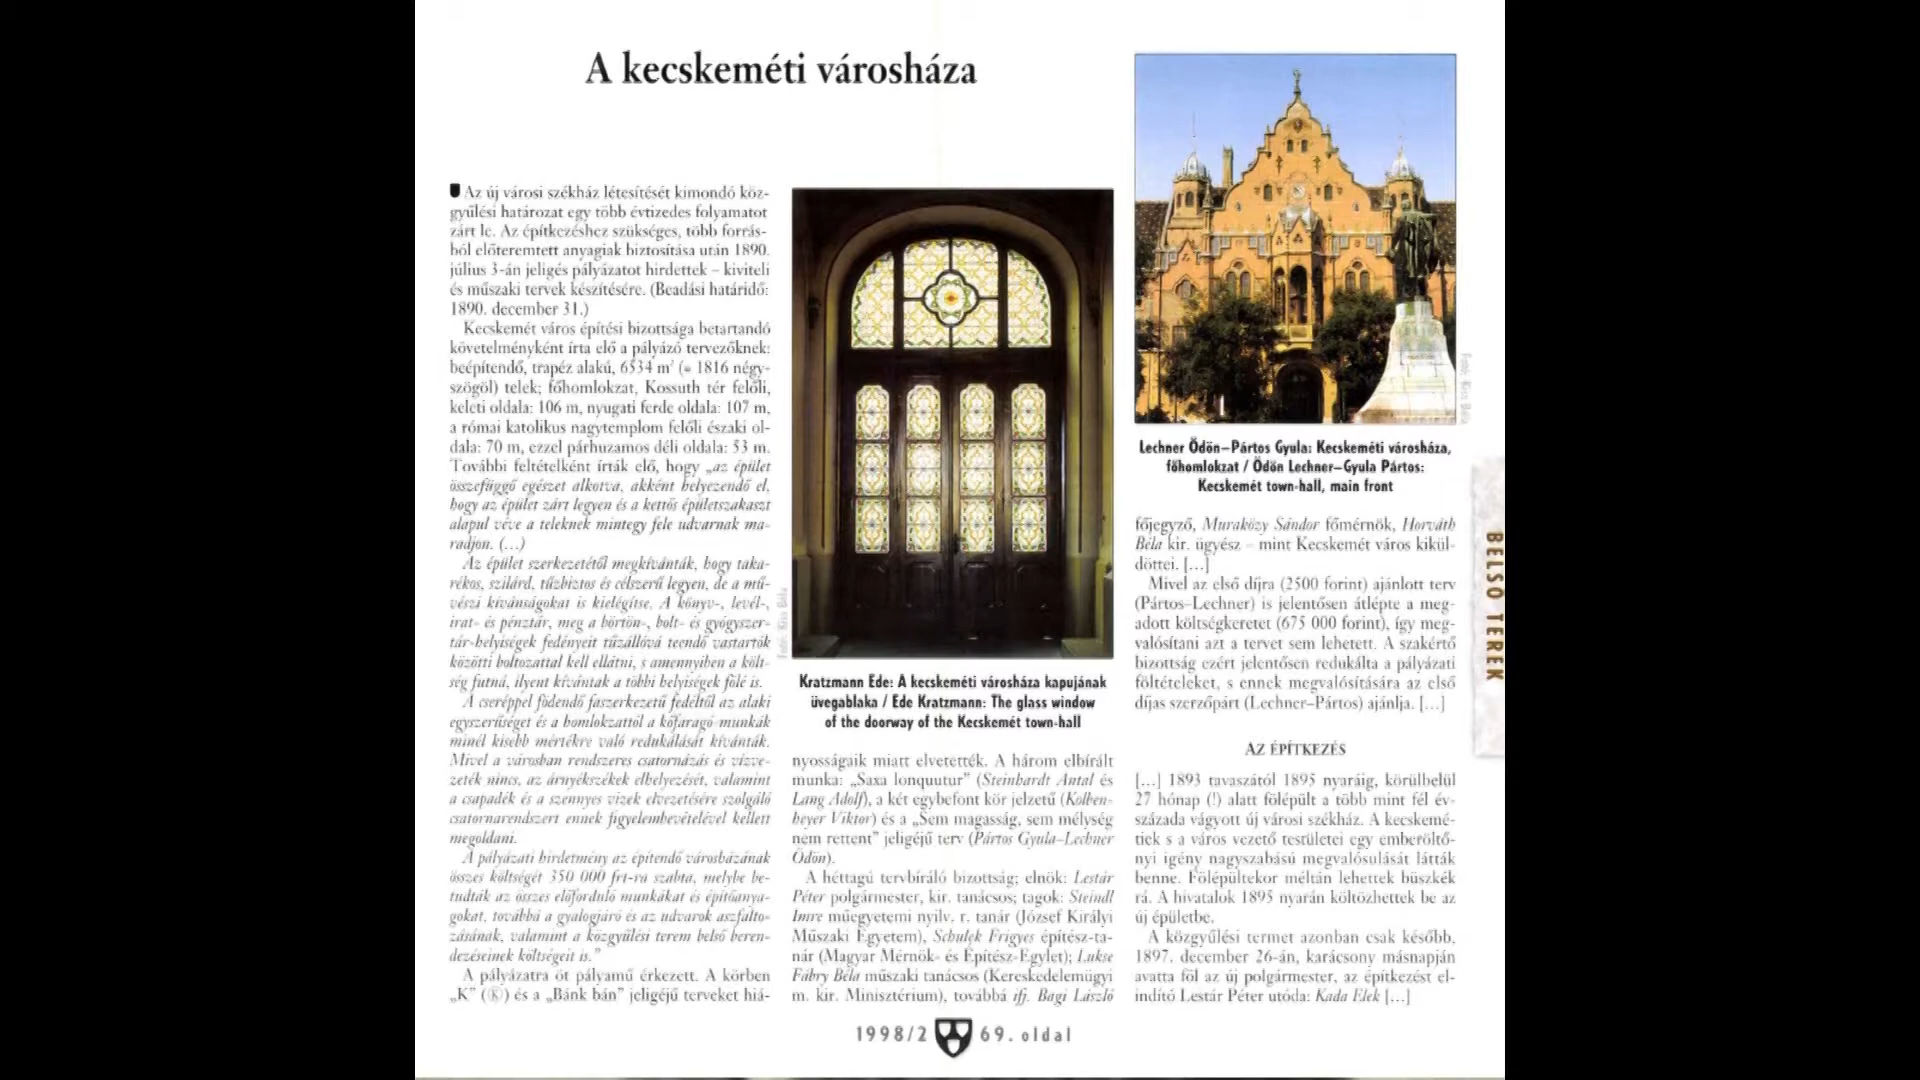 A kecskeméti városháza
Az új városi székház létesítését kimondó köz-
gyűlési határozat egy több évtizedes folyamatot
zárt le. Az építkezéshez szükséges, több forrás-
ból előteremtett anyagiak biztosítása után 1890.
július 3-án jeligés pályázatot hirdettek – kiviteli
és műszaki tervek készítésére. (Beadási határidő:
1890. december 31.)
Kecskemét város építési bizottsága betartandó
követelményként írta elő a pályázó tervezőknek:
beépítendő, trapéz alakú, 6534 m² (= 1816 négy-
szögöl) telek; főhomlokzat, Kossuth tér felőli,
keleti oldala: 106 m, nyugati ferde oldala: 107 m,
a római katolikus nagytemplom felőli északi ol-
dala: 70 m, ezzel párhuzamos déli oldala: 53 m.
További feltételként írták elő, hogy „az épület
összefüggő egészet alkotva, akként helyezendő el,
hogy az épület zárt legyen és a kettős épületszakaszt
alapul véve a teleknek mintegy fele udvarnak ma-
radjon. (...)
Az épület szerkezetétől megkívánták, hogy taka-
rékos, szilárd, tűzbiztos és célszerű legyen, de a mű-
vészi kívánságokat is kielégítse. A könyv-, levél-,
irat- és pénztár, meg a börtön-, bolt- és gyógyszer-
tár-helyiségek fedényeit tűzállóvá teendő vastartók
közötti boltozattal kell ellátni, s amennyiben a költ-
ség futná, ilyent kívántak a többi helyiségek fölé is.
A cseréppel födendő faszerkezetű fedéltől az alaki
egyszerűséget és a homlokzattól a kőfaragó munkák
minél kisebb mértékre való redukálását kívánták.
Mivel a városban rendszeres csatornázás és vízve-
zeték nincs, az árnyékszékek elhelyezését, valamint
a csapadék és a szennyes vizek elvezetésére szolgáló
csatornarendszert ennek figyelembevételével kellett
megoldani.
A pályázati hirdetmény az építendő városházának
összes költségét 350 000 frt-ra szabta, melybe be-
tudták az összes előforduló munkákat és építőanya-
gokat, továbbá a gyalogjáró és az udvarok aszfalto-
zásának, valamint a közgyűlési terem belső beren-
dezéseinek költségeit is."
A pályázatra öt pályamű érkezett. A körben
„K" (Ⓚ) és a „Bánk bán" jeligéjű terveket hiá-
Fotó: Kiss Béla
Kratzmann Ede: A kecskeméti városháza kapujának
üvegablaka / Ede Kratzmann: The glass window
of the doorway of the Kecskemét town-hall
nyosságaik miatt elvetették. A három elbírált
munka: „Saxa lonquutur" (Steinhardt Antal és
Lang Adolf), a két egybefont kör jelzetű (Kolben-
heyer Viktor) és a „Sem magasság, sem mélység
nem rettent" jeligéjű terv (Pártos Gyula–Lechner
Ödön).
A héttagú tervbíráló bizottság; elnök: Lestár
Péter polgármester, kir. tanácsos; tagok: Steindl
Imre műegyetemi nyilv. r. tanár (József Királyi
Műszaki Egyetem), Schulek Frigyes építész-ta-
nár (Magyar Mérnök- és Építész-Egylet); Lukse
Fábry Béla műszaki tanácsos (Kereskedelemügyi
m. kir. Minisztérium), továbbá ifj. Bagi László
Fotó: Kiss Béla
Lechner Ödön–Pártos Gyula: Kecskeméti városháza,
főhomlokzat / Ödön Lechner–Gyula Pártos:
Kecskemét town-hall, main front
főjegyző, Muraközy Sándor főmérnök, Horváth
Béla kir. ügyész – mint Kecskemét város kikül-
döttei. [...]
Mivel az első díjra (2500 forint) ajánlott terv
(Pártos–Lechner) is jelentősen átlépte a meg-
adott költségkeretet (675 000 forint), így meg-
valósítani azt a tervet sem lehetett. A szakértő
bizottság ezért jelentősen redukálta a pályázati
föltételeket, s ennek megvalósítására az első
díjas szerzőpárt (Lechner–Pártos) ajánlja. [...]
AZ ÉPÍTKEZÉS
[...] 1893 tavaszától 1895 nyaráig, körülbelül
27 hónap (!) alatt fölépült a több mint fél év-
százada vágyott új városi székház. A kecskemé-
tiek s a város vezető testületei egy emberöltő-
nyi igény nagyszabású megvalósulását látták
benne. Fölépültekor méltán lehettek büszkék
rá. A hivatalok 1895 nyarán költözhettek be az
új épületbe.
A közgyűlési termet azonban csak később,
1897. december 26-án, karácsony másnapján
avatta föl az új polgármester, az építkezést el-
indító Lestár Péter utóda: Kada Elek [...]
BELSŐ TEREK
1998/2 69. oldal